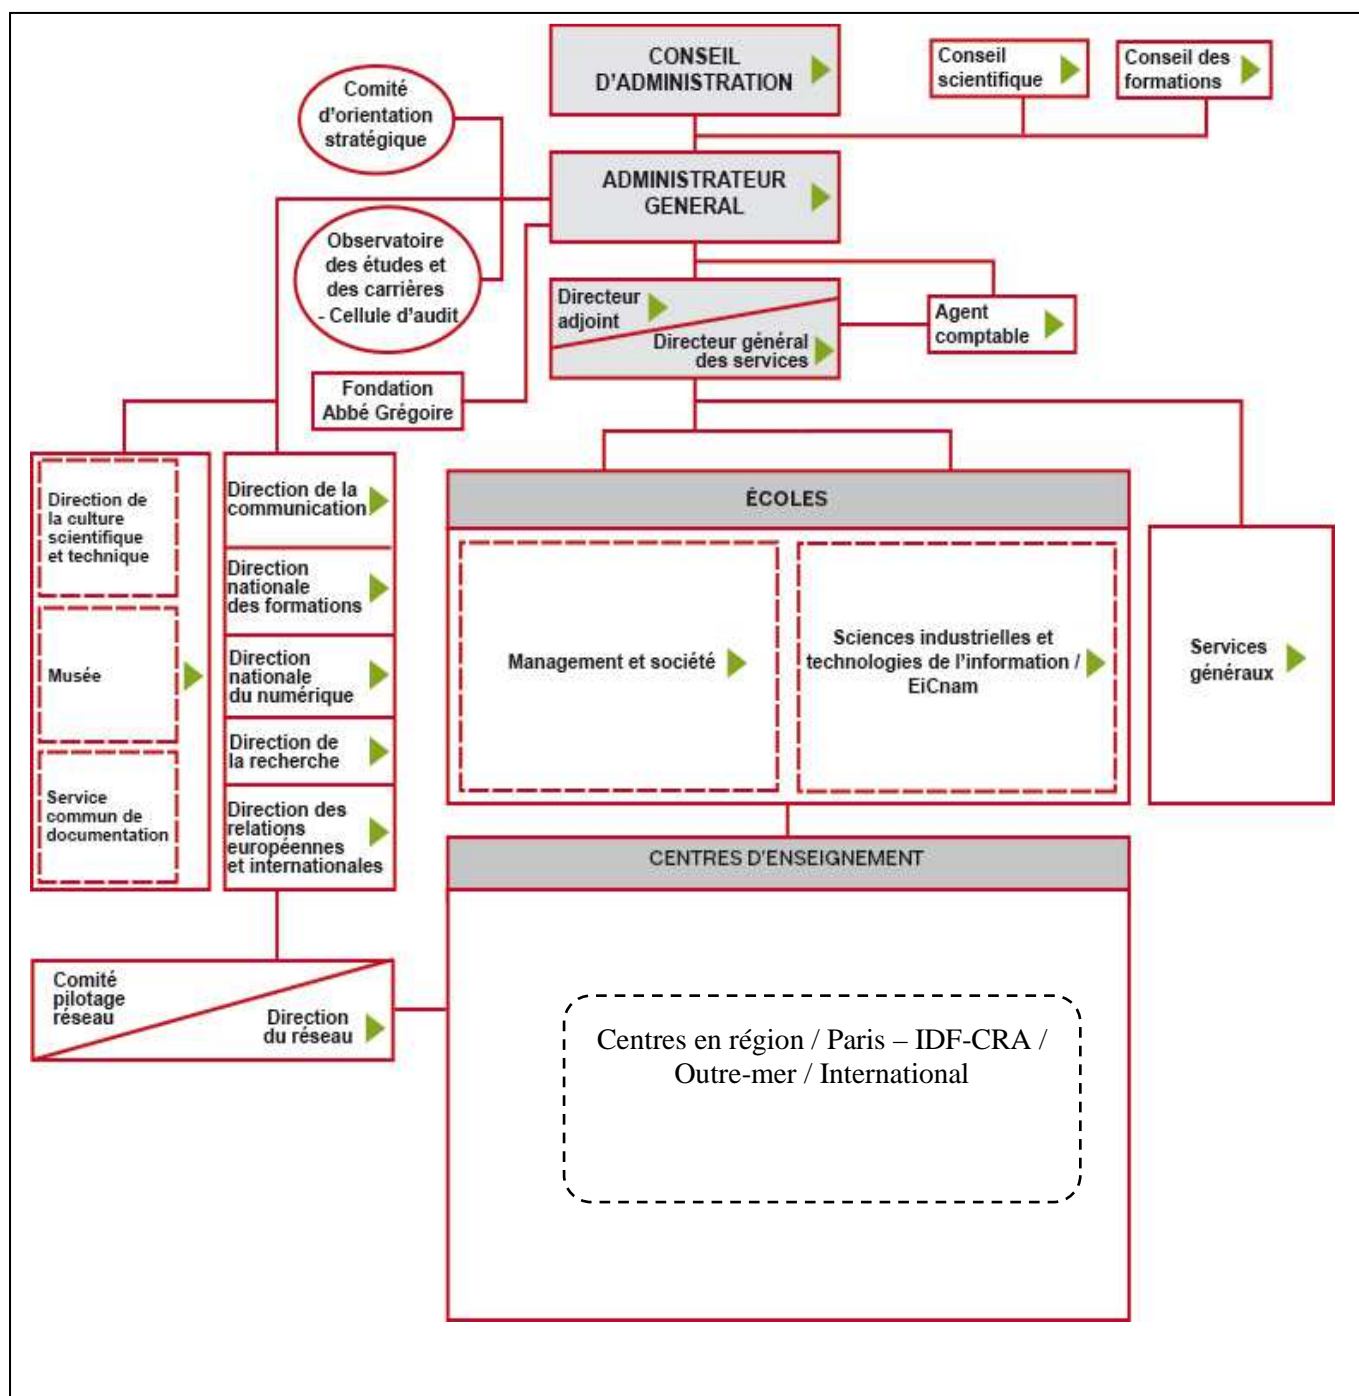 CONSEIL
D'ADMINISTRATION
Conseil
scientifique
Conseil des
formations
Comité
d'orientation
stratégique
ADMINISTRATEUR
GENERAL
Observatoire
des études et
des carrières
- Cellule d'audit
Directeur
adjoint
Directeur général
des services
Agent
comptable
Fondation
Abbé Grégoire
Direction de
la culture
scientifique
et technique
Musée
Service
commun de
documentation
Direction de la
communication
Direction
nationale
des formations
Direction
nationale
du numérique
Direction de
la recherche
Direction des
relations
européennes
et internationales
ÉCOLES
Management et société
Sciences industrielles et
technologies de l'information /
EiCnam
Services
généraux
CENTRES D'ENSEIGNEMENT
Comité
pilotage
réseau
Direction
du réseau
Centres en région / Paris – IDF-CRA /
Outre-mer / International